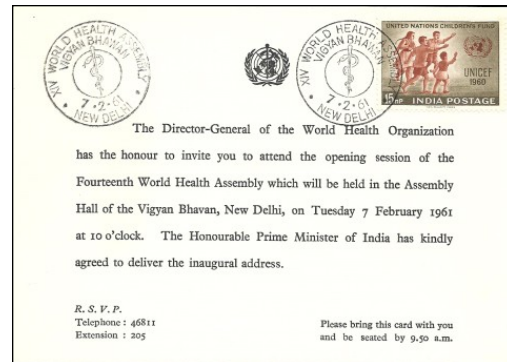 XIV WORLD HEALTH ASSEMBLY
VIGYAN BHAWAN
7·2·61
NEW DELHI
XIV WORLD HEALTH ASSEMBLY
VIGYAN BHAWAN
7·2·61
NEW DELHI
UNITED NATIONS CHILDREN'S FUND
UNICEF
1960
15 nP INDIA POSTAGE
The Director-General of the World Health Organization
has the honour to invite you to attend the opening session of the
Fourteenth World Health Assembly which will be held in the Assembly
Hall of the Vigyan Bhavan, New Delhi, on Tuesday 7 February 1961
at 10 o'clock. The Honourable Prime Minister of India has kindly
agreed to deliver the inaugural address.
R. S. V. P.
Telephone : 46811
Extension : 205
Please bring this card with you
and be seated by 9.50 a.m.